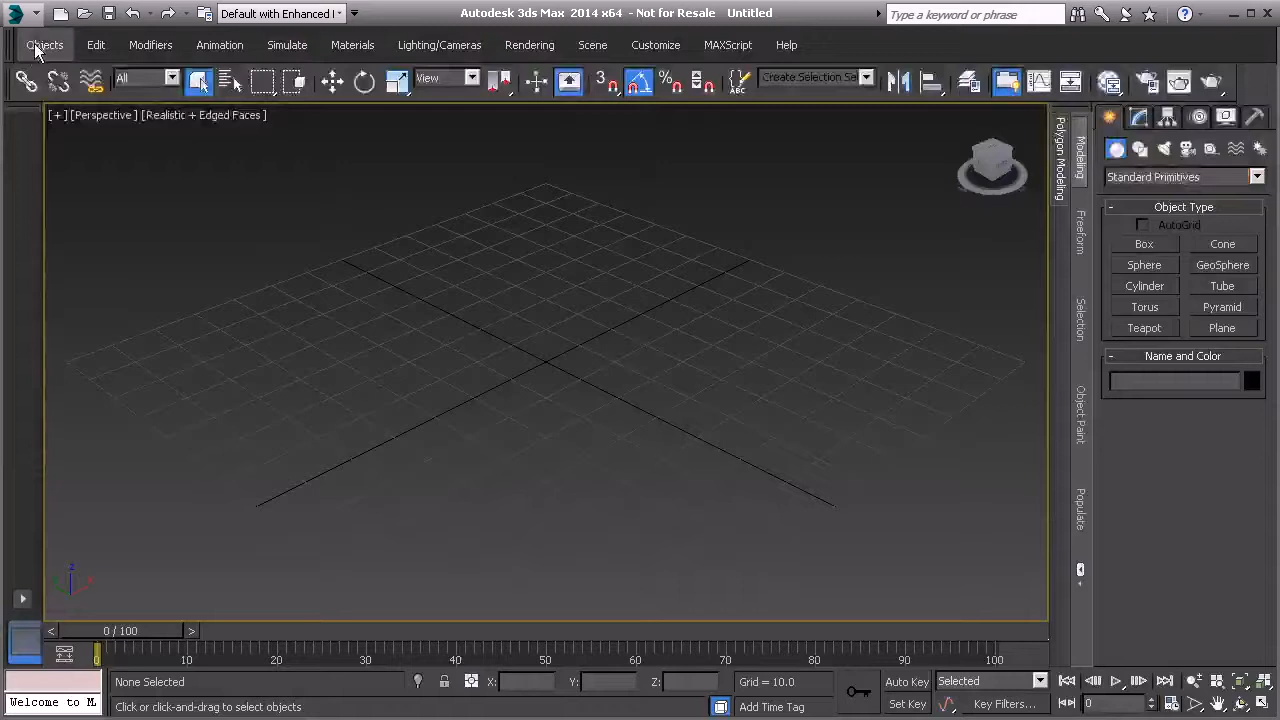 Default with Enhanced I
Autodesk 3ds Max 2014 x64 - Not for Resale Untitled
Type a keyword or phrase
Objects Edit Modifiers Animation Simulate Materials Lighting/Cameras Rendering Scene Customize MAXScript Help
All View 3 % ABC Create Selection Se
[+] [Perspective] [Realistic + Edged Faces]
Polygon Modeling
Modeling
Freeform
Selection
Object Paint
Populate
Standard Primitives
- Object Type
AutoGrid
Box Cone
Sphere GeoSphere
Cylinder Tube
Torus Pyramid
Teapot Plane
- Name and Color
z
x
< 0 / 100 >
0 10 20 30 40 50 60 70 80 90 100
None Selected X: Y: Z: Grid = 10.0 Auto Key Selected
Welcome to M Click or click-and-drag to select objects Add Time Tag Set Key Key Filters... 0